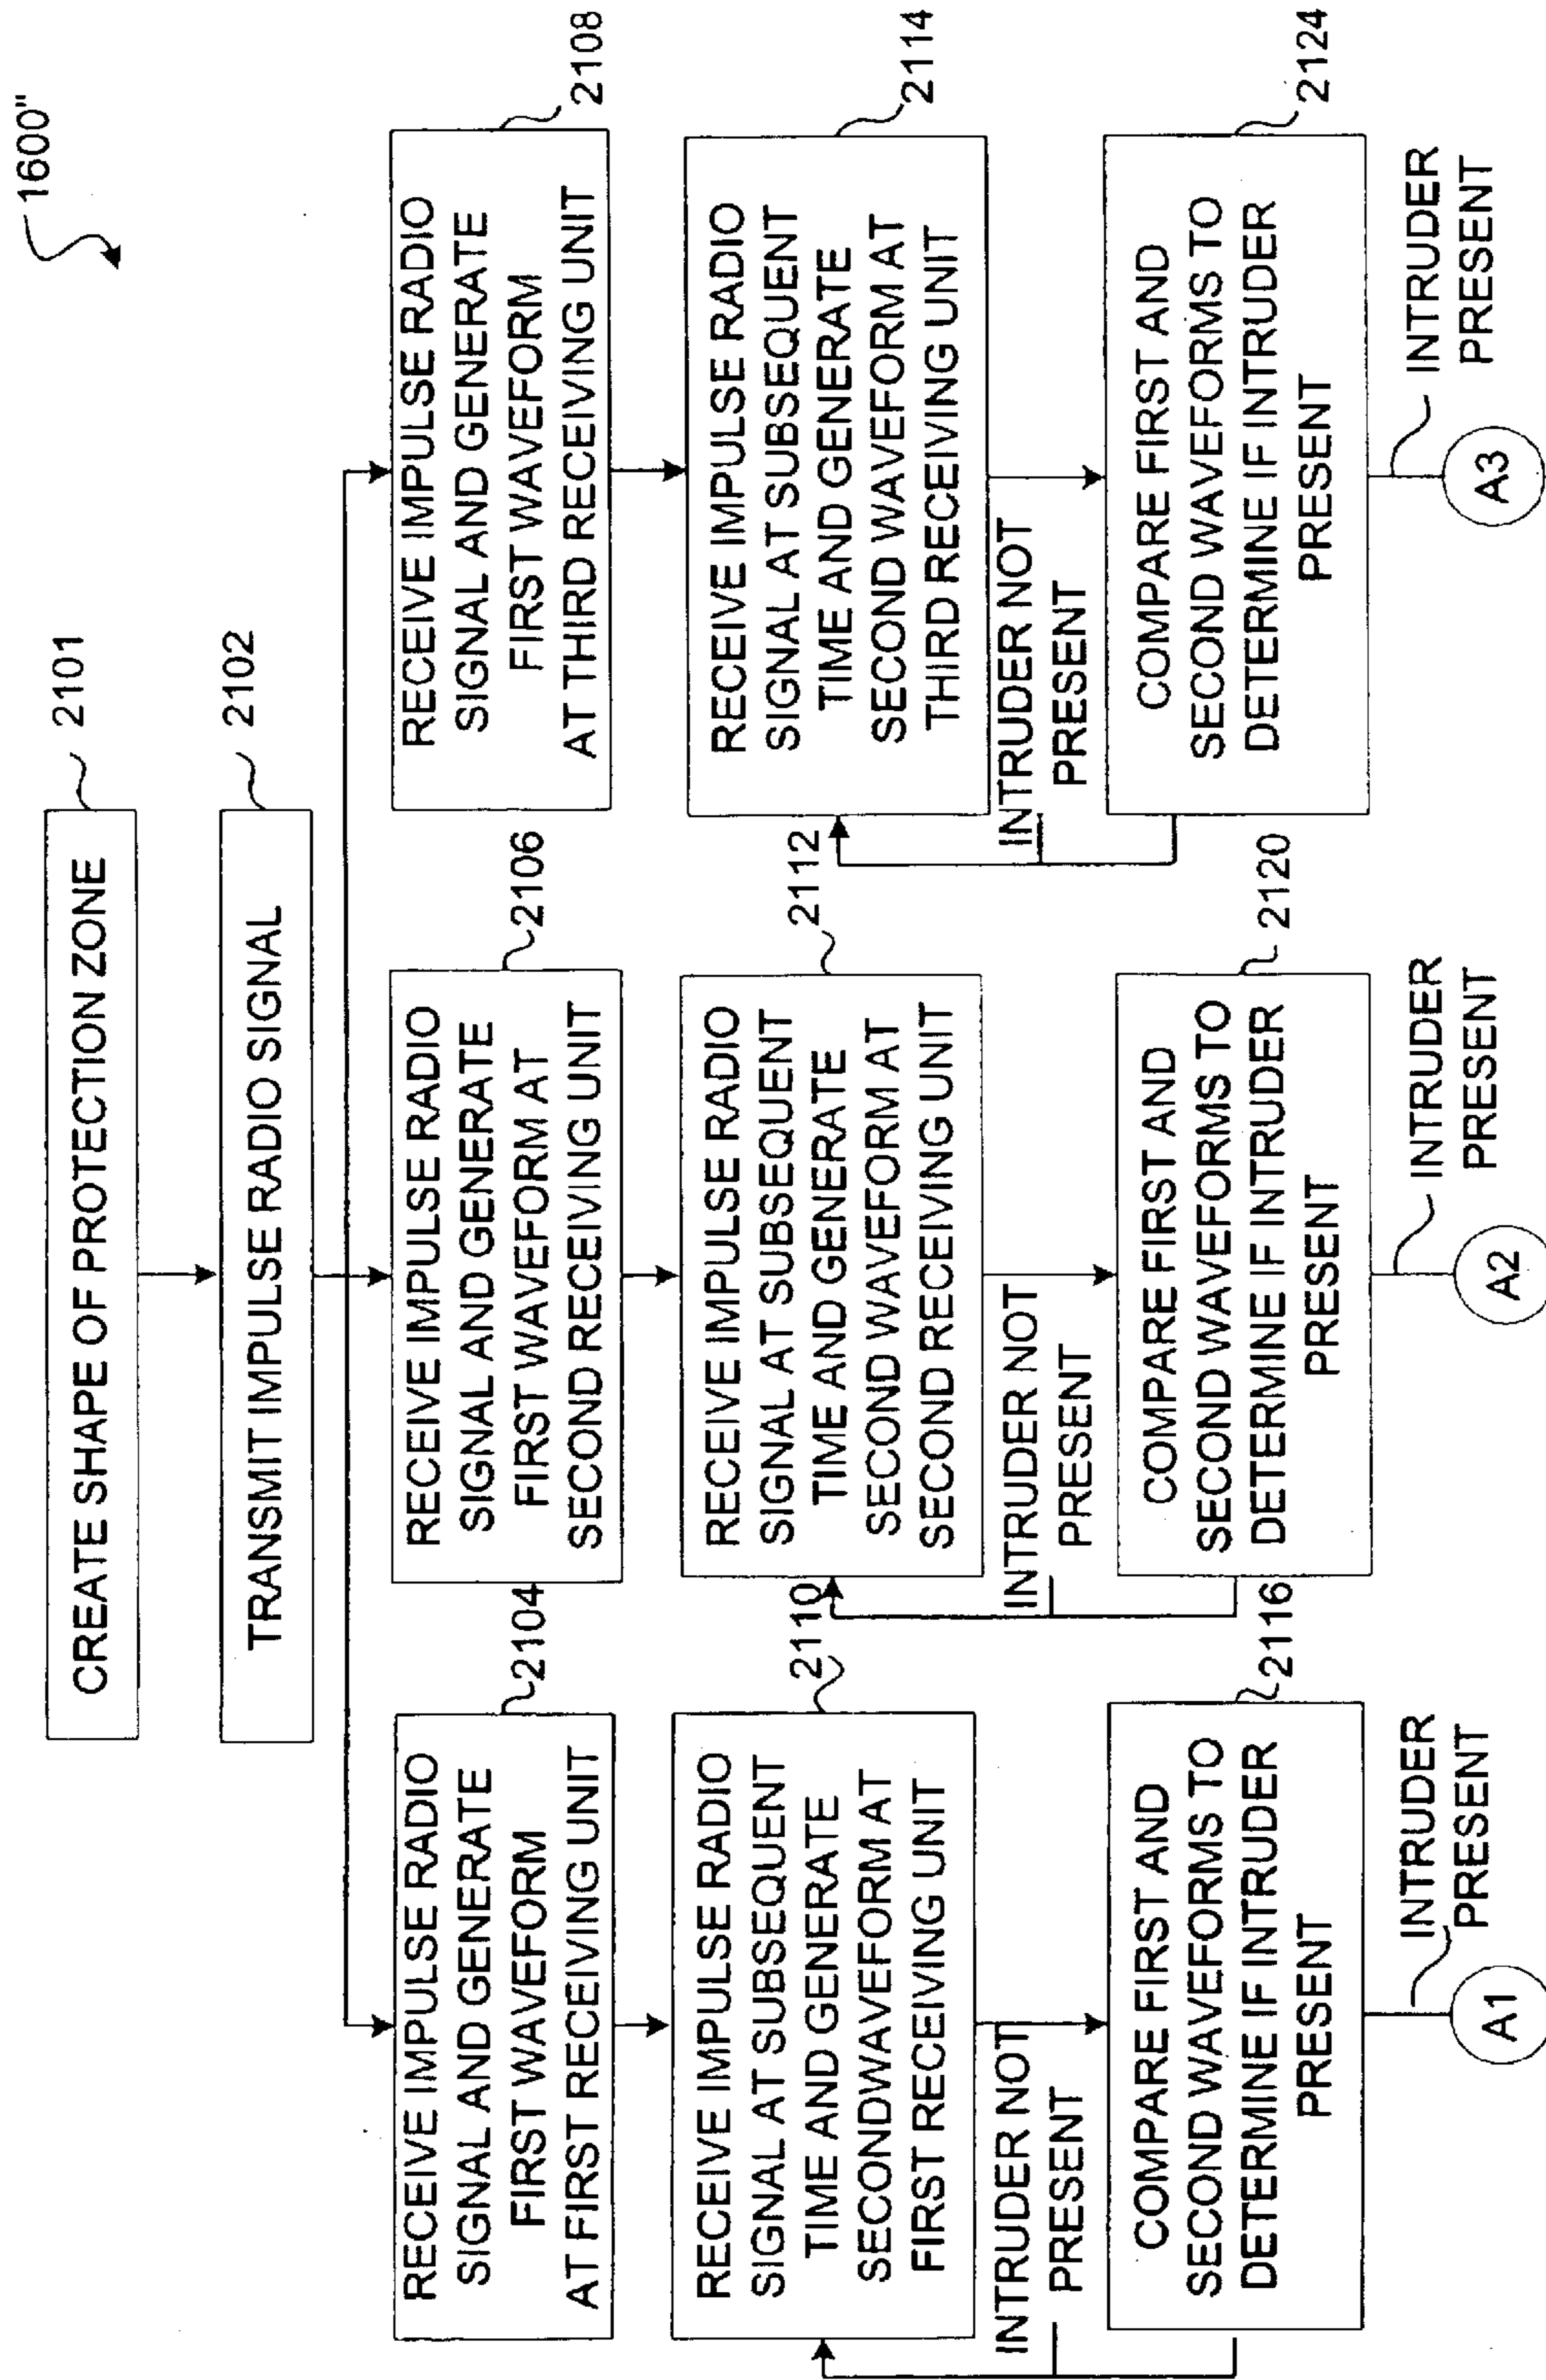 1600"
CREATE SHAPE OF PROTECTION ZONE
2101
TRANSMIT IMPULSE RADIO SIGNAL
2102
RECEIVE IMPULSE RADIO
SIGNAL AND GENERATE
FIRST WAVEFORM
AT FIRST RECEIVING UNIT
2104
RECEIVE IMPULSE RADIO
SIGNAL AND GENERATE
FIRST WAVEFORM AT
SECOND RECEIVING UNIT
2106
RECEIVE IMPULSE RADIO
SIGNAL AND GENERATE
FIRST WAVEFORM
AT THIRD RECEIVING UNIT
2108
RECEIVE IMPULSE RADIO
SIGNAL AT SUBSEQUENT
TIME AND GENERATE
SECONDWAVEFORM AT
FIRST RECEIVING UNIT
2110
RECEIVE IMPULSE RADIO
SIGNAL AT SUBSEQUENT
TIME AND GENERATE
SECOND WAVEFORM AT
SECOND RECEIVING UNIT
2112
RECEIVE IMPULSE RADIO
SIGNAL AT SUBSEQUENT
TIME AND GENERATE
SECOND WAVEFORM AT
THIRD RECEIVING UNIT
2114
INTRUDER NOT
PRESENT
INTRUDER NOT
PRESENT
INTRUDER NOT
PRESENT
COMPARE FIRST AND
SECOND WAVEFORMS TO
DETERMINE IF INTRUDER
PRESENT
2116
COMPARE FIRST AND
SECOND WAVEFORMS TO
DETERMINE IF INTRUDER
PRESENT
2120
COMPARE FIRST AND
SECOND WAVEFORMS TO
DETERMINE IF INTRUDER
PRESENT
2124
INTRUDER
PRESENT
A1
INTRUDER
PRESENT
A2
INTRUDER
PRESENT
A3